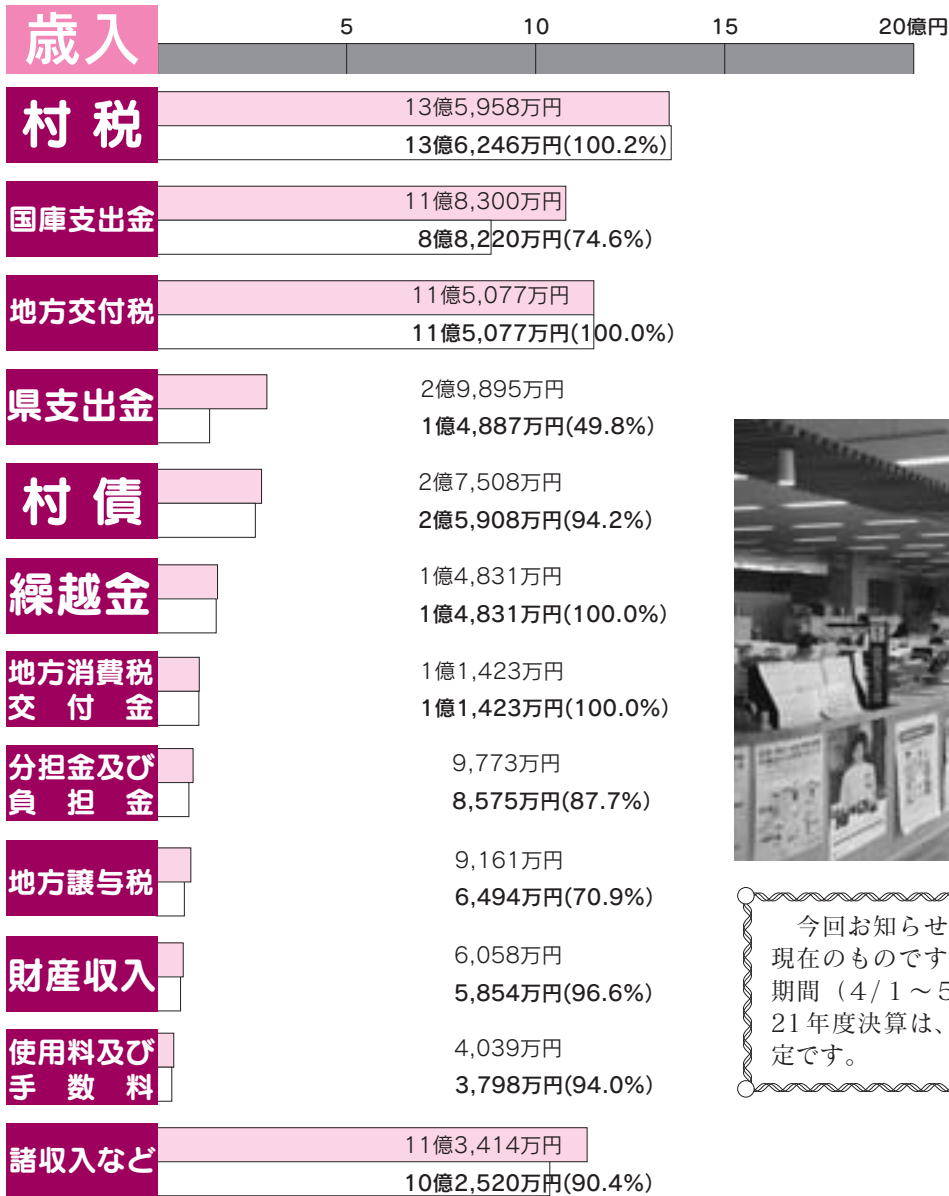 歳入
5 10 15 20億円
村税
13億5,958万円
13億6,246万円(100.2%)
国庫支出金
11億8,300万円
8億8,220万円(74.6%)
地方交付税
11億5,077万円
11億5,077万円(100.0%)
県支出金
2億9,895万円
1億4,887万円(49.8%)
村債
2億7,508万円
2億5,908万円(94.2%)
繰越金
1億4,831万円
1億4,831万円(100.0%)
地方消費税
交付金
1億1,423万円
1億1,423万円(100.0%)
分担金及び
負担金
9,773万円
8,575万円(87.7%)
地方譲与税
9,161万円
6,494万円(70.9%)
財産収入
6,058万円
5,854万円(96.6%)
使用料及び
手数料
4,039万円
3,798万円(94.0%)
諸収入など
11億3,414万円
10億2,520万円(90.4%)
今回お知らせ
現在のものです
期間（4/1〜5
21年度決算は、
定です。